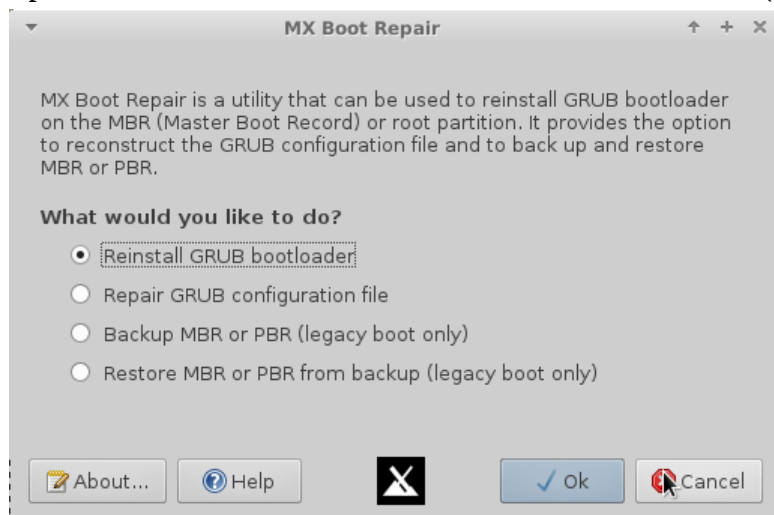 MX Boot Repair
MX Boot Repair is a utility that can be used to reinstall GRUB bootloader
on the MBR (Master Boot Record) or root partition. It provides the option
to reconstruct the GRUB configuration file and to back up and restore
MBR or PBR.
What would you like to do?
Reinstall GRUB bootloader
Repair GRUB configuration file
Backup MBR or PBR (legacy boot only)
Restore MBR or PBR from backup (legacy boot only)
About... Help Ok Cancel